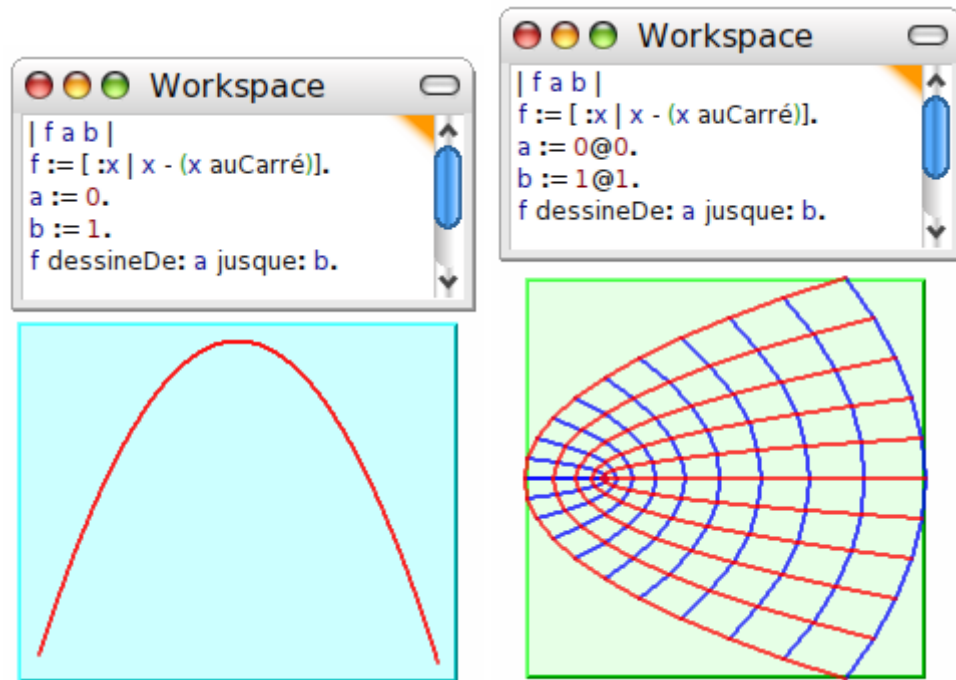 Workspace
| f a b |
f := [ :x | x - (x auCarré)].
a := 0.
b := 1.
f dessineDe: a jusque: b.
Workspace
| f a b |
f := [ :x | x - (x auCarré)].
a := 0@0.
b := 1@1.
f dessineDe: a jusque: b.